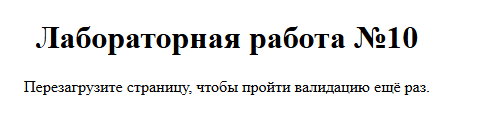 Лабораторная работа №10
Перезагрузите страницу, чтобы пройти валидацию ещё раз.